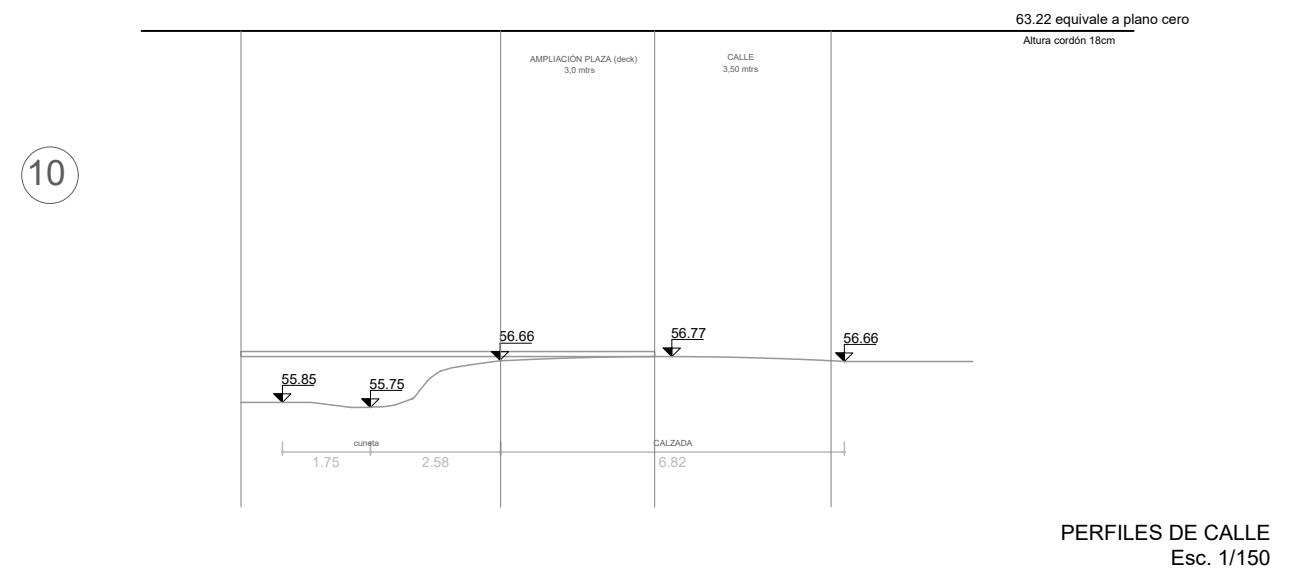 63.22 equivale a plano cero
Altura cordón 18cm
AMPLIACIÓN PLAZA (deck)
3,0 mtrs
CALLE
3,50 mtrs
10
56.66
56.77
56.66
55.85
55.75
cuneta
CALZADA
1.75
2.58
6.82
PERFILES DE CALLE
Esc. 1/150